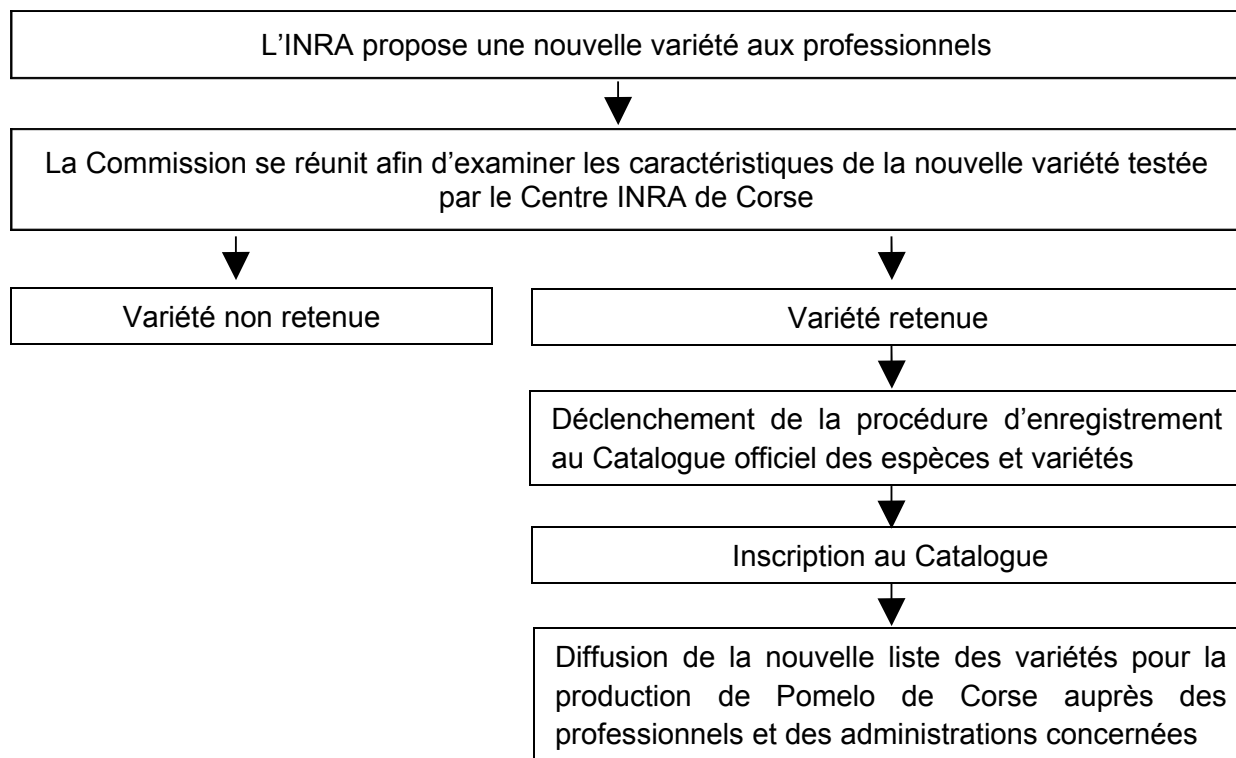 L’INRA propose une nouvelle variété aux professionnels
La Commission se réunit afin d’examiner les caractéristiques de la nouvelle variété testée
par le Centre INRA de Corse
Variété non retenue
Variété retenue
Déclenchement de la procédure d’enregistrement
au Catalogue officiel des espèces et variétés
Inscription au Catalogue
Diffusion de la nouvelle liste des variétés pour la
production de Pomelo de Corse auprès des
professionnels et des administrations concernées